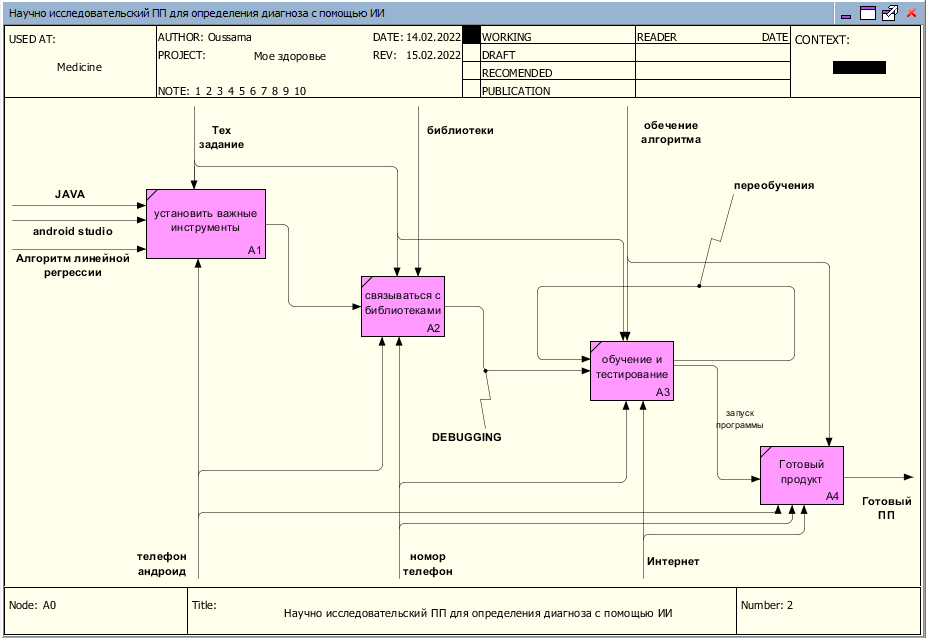 Научно исследовательский ПП для определения диагноза с помощью ИИ
USED AT:
Medicine
AUTHOR: Oussama
DATE: 14.02.2022
PROJECT: Мое здоровье
REV: 15.02.2022
NOTE: 1 2 3 4 5 6 7 8 9 10
WORKING
DRAFT
RECOMENDED
PUBLICATION
READER
DATE
CONTEXT:
Тех
задание
библиотеки
обечение
алгоритма
переобучения
JAVA
android studio
Алгоритм линейной
регрессии
установить важные
инструменты
A1
связываться с
библиотеками
A2
обучение и
тестирование
A3
DEBUGGING
запуск
программы
Готовый
продукт
A4
Готовый
ПП
телефон
андроид
номор
телефон
Интернет
Node: A0
Title:
Научно исследовательский ПП для определения диагноза с помощью ИИ
Number: 2